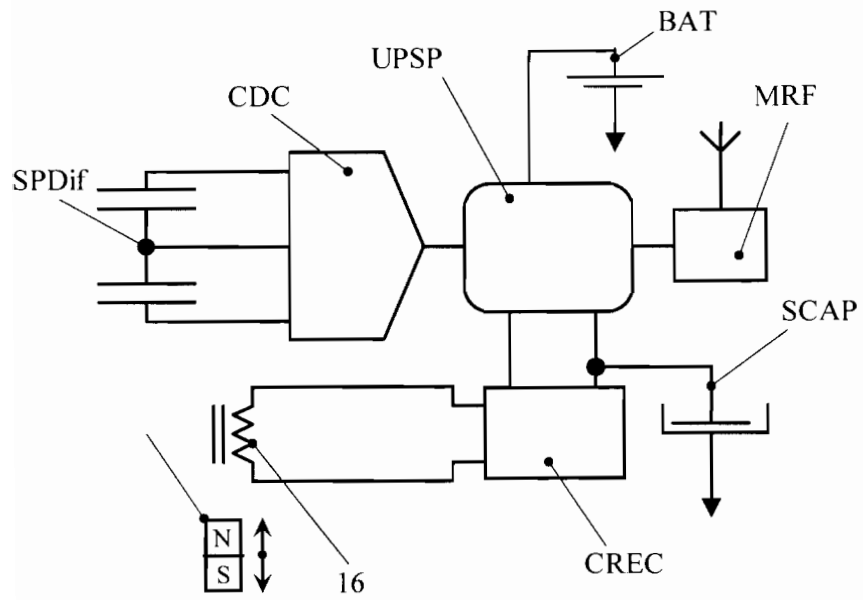 BAT
UPSP
CDC
MRF
SPDif
SCAP
N
S
16
CREC